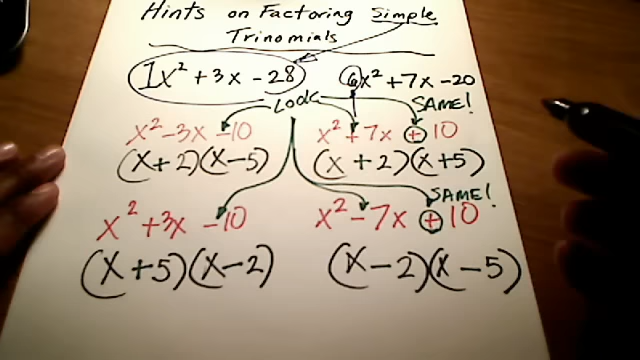 Hints on Factoring Simple
Trinomials
1x² + 3x - 28 6x² + 7x - 20
LOOK SAME!
x² - 3x - 10 x² + 7x + 10
(x + 2)(x - 5) (x + 2)(x + 5)
SAME!
x² + 3x - 10 x² - 7x + 10
(x + 5)(x - 2) (x - 2)(x - 5)